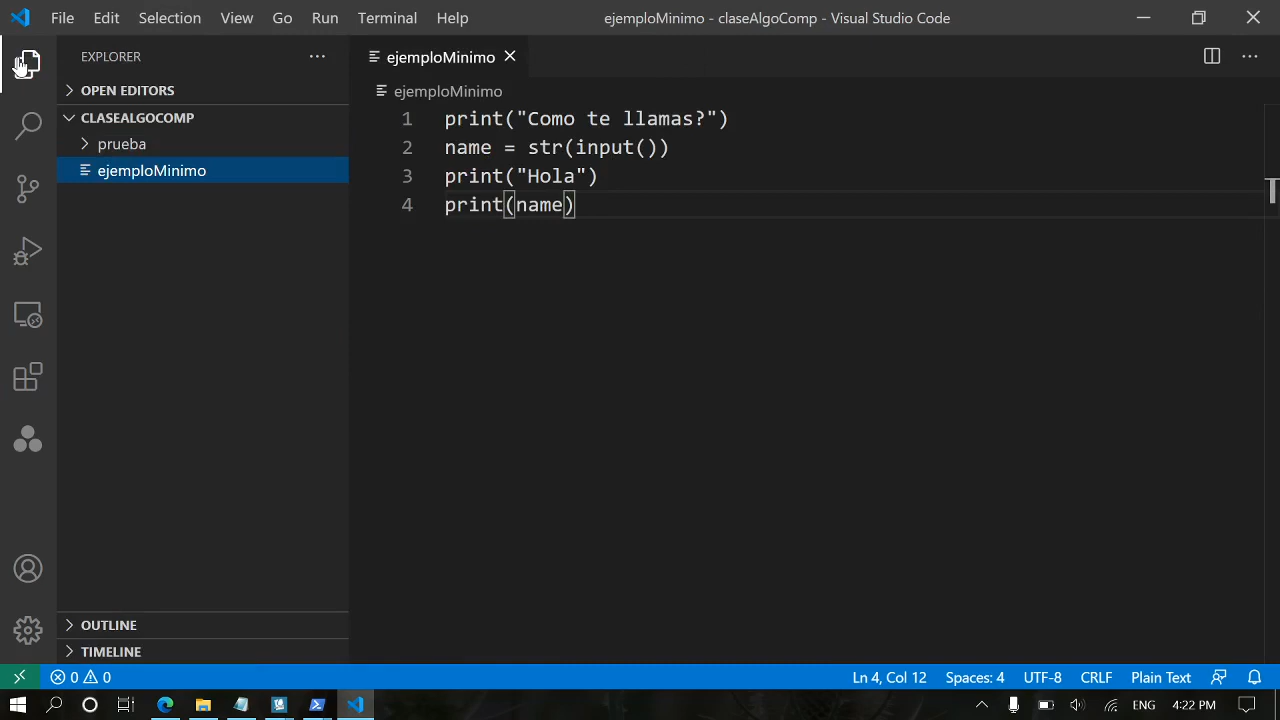 File Edit Selection View Go Run Terminal Help ejemploMinimo - claseAlgoComp - Visual Studio Code
EXPLORER
ejemploMinimo
OPEN EDITORS
ejemploMinimo
CLASEALGOCOMP
1 print("Como te llamas?")
prueba
2 name = str(input())
ejemploMinimo
3 print("Hola")
4 print(name)
OUTLINE
TIMELINE
0 0 Ln 4, Col 12 Spaces: 4 UTF-8 CRLF Plain Text
ENG 4:22 PM